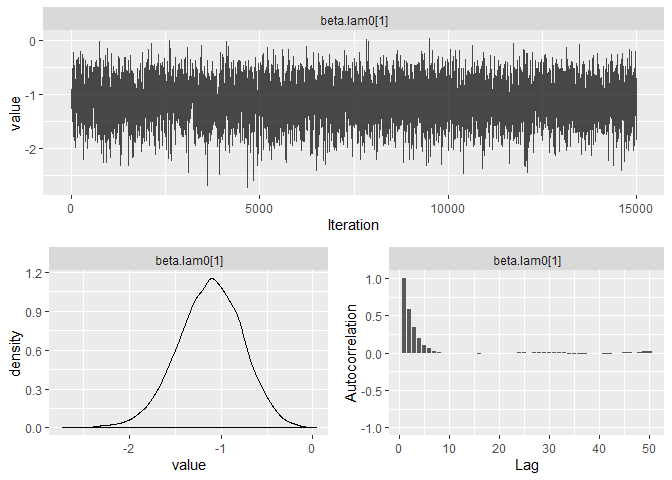 beta.lam0[1]
0
-1
-2
value
0
5000
10000
15000
Iteration
beta.lam0[1]
1.2
0.9
0.6
0.3
0.0
density
-2
-1
0
value
beta.lam0[1]
1.0
0.5
0.0
-0.5
-1.0
Autocorrelation
0
10
20
30
40
50
Lag